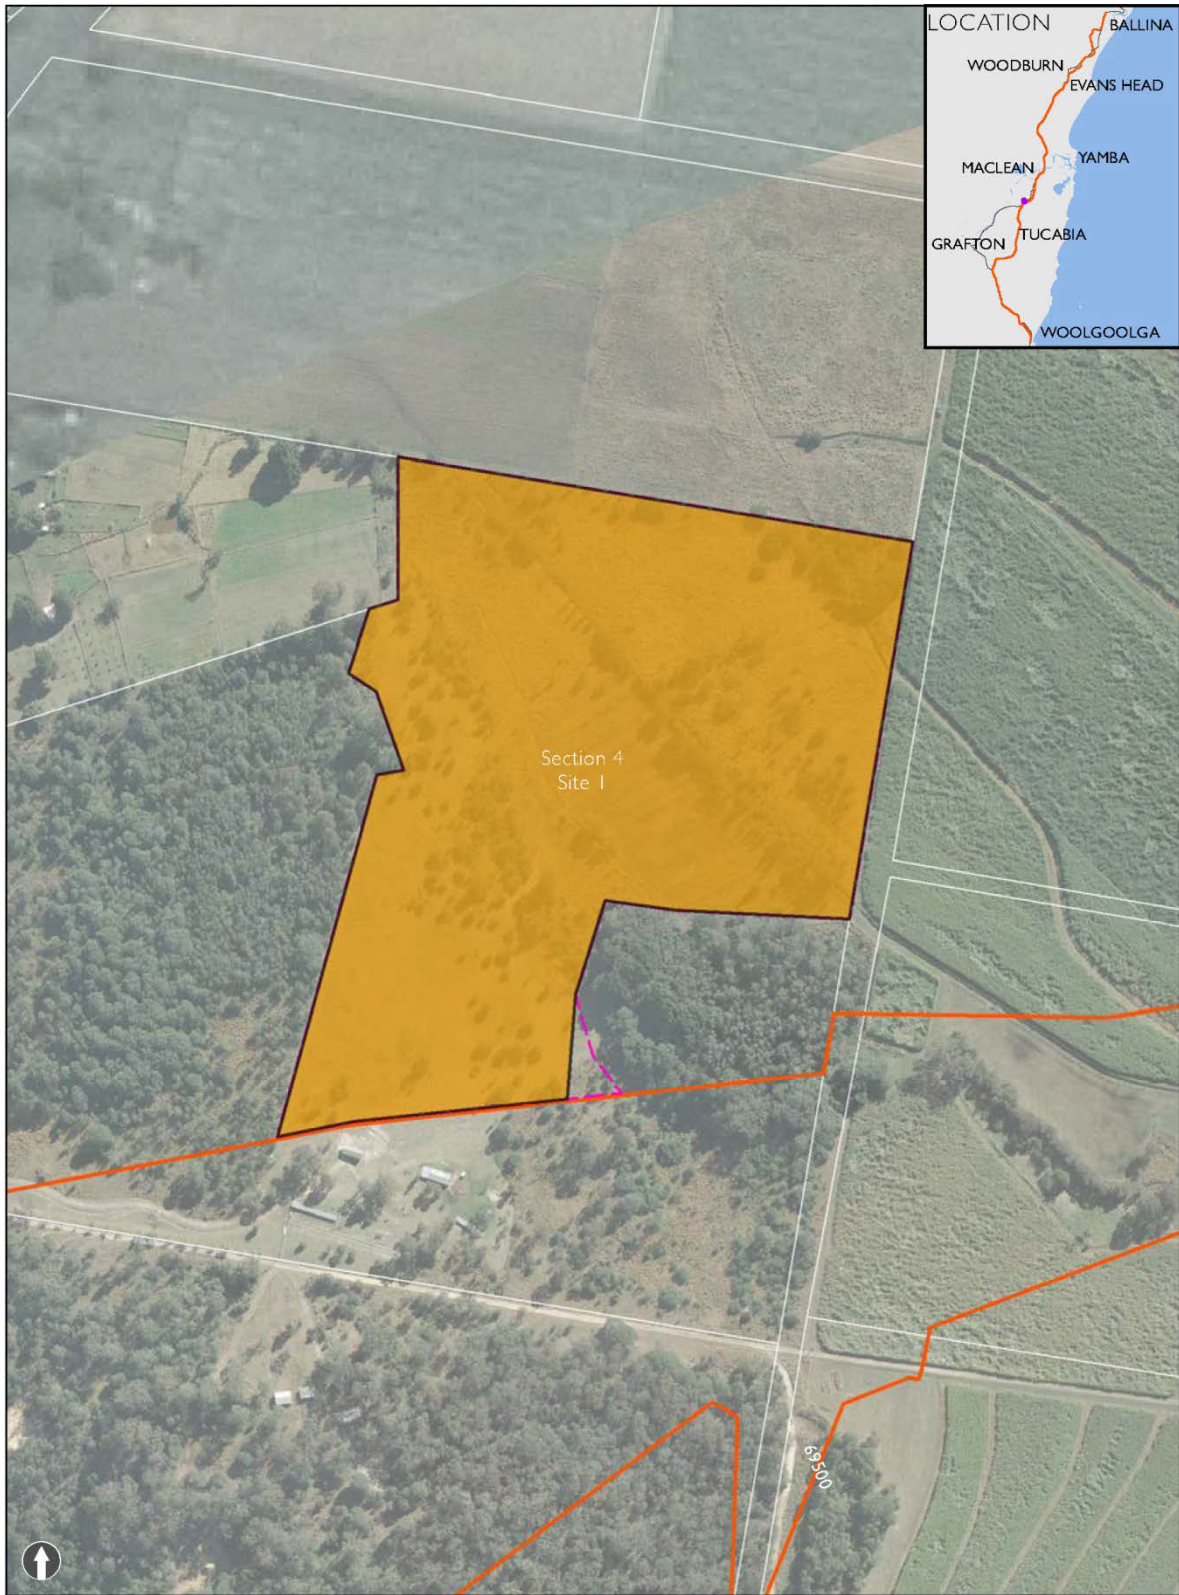 LOCATION
BALLINA
WOODBURN
EVANS HEAD
MACLEAN
YAMBA
TUCABIA
GRAFTON
WOOLGOOLGA
Section 4
Site 1
69500